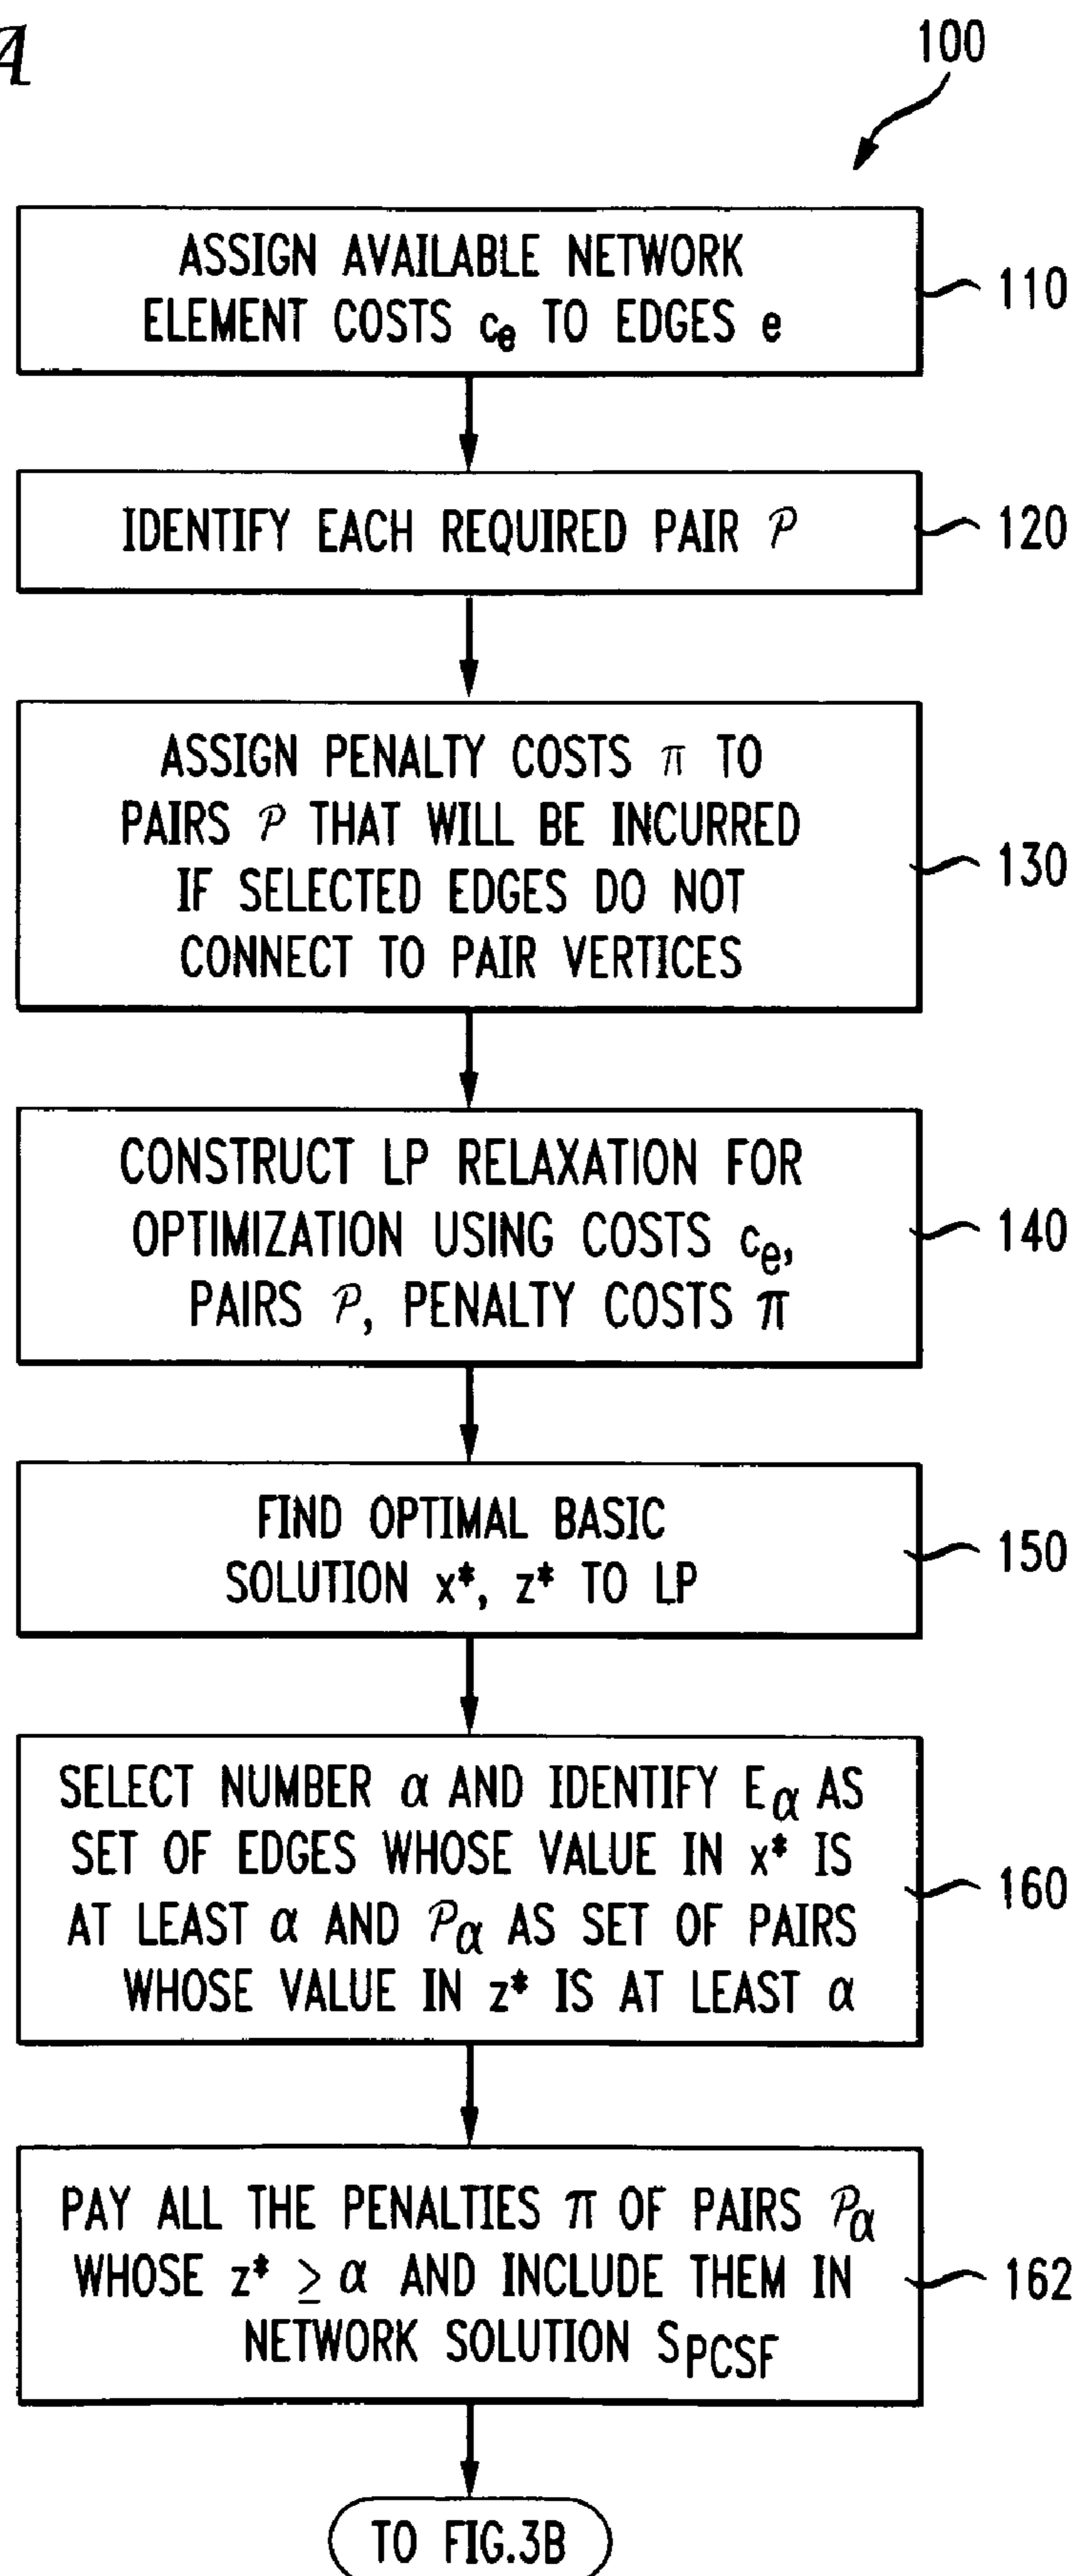 A
100
ASSIGN AVAILABLE NETWORK
ELEMENT COSTS cₑ TO EDGES e
110
IDENTIFY EACH REQUIRED PAIR 𝒫
120
ASSIGN PENALTY COSTS π TO
PAIRS 𝒫 THAT WILL BE INCURRED
IF SELECTED EDGES DO NOT
CONNECT TO PAIR VERTICES
130
CONSTRUCT LP RELAXATION FOR
OPTIMIZATION USING COSTS cₑ,
PAIRS 𝒫, PENALTY COSTS π
140
FIND OPTIMAL BASIC
SOLUTION x*, z* TO LP
150
SELECT NUMBER α AND IDENTIFY Eα AS
SET OF EDGES WHOSE VALUE IN x* IS
AT LEAST α AND 𝒫α AS SET OF PAIRS
WHOSE VALUE IN z* IS AT LEAST α
160
PAY ALL THE PENALTIES π OF PAIRS 𝒫α
WHOSE z* ≥ α AND INCLUDE THEM IN
NETWORK SOLUTION SPCSF
162
TO FIG.3B